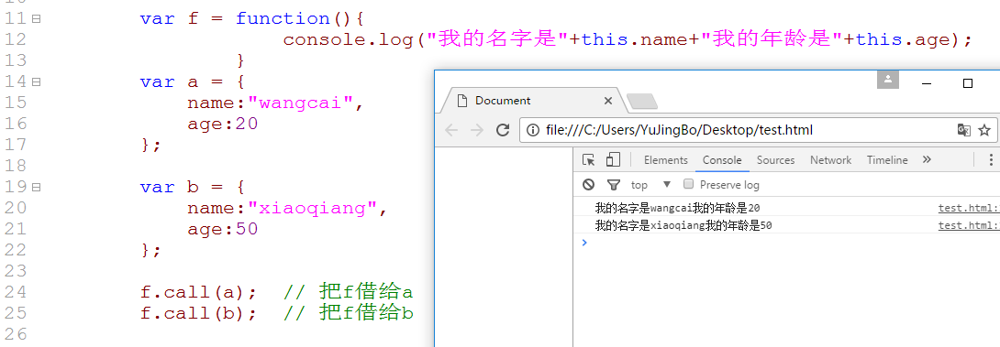 11 var f = function(){
12 console.log("我的名字是"+this.name+"我的年龄是"+this.age);
13 }
14 var a = {
15 name:"wangcai",
16 age:20
17 };
18
19 var b = {
20 name:"xiaoqiang",
21 age:50
22 };
23
24 f.call(a); // 把f借给a
25 f.call(b); // 把f借给b
26
Document
file:///C:/Users/YuJingBo/Desktop/test.html
Elements Console Sources Network Timeline »
top Preserve log
我的名字是wangcai我的年龄是20 test.html:
我的名字是xiaoqiang我的年龄是50 test.html: